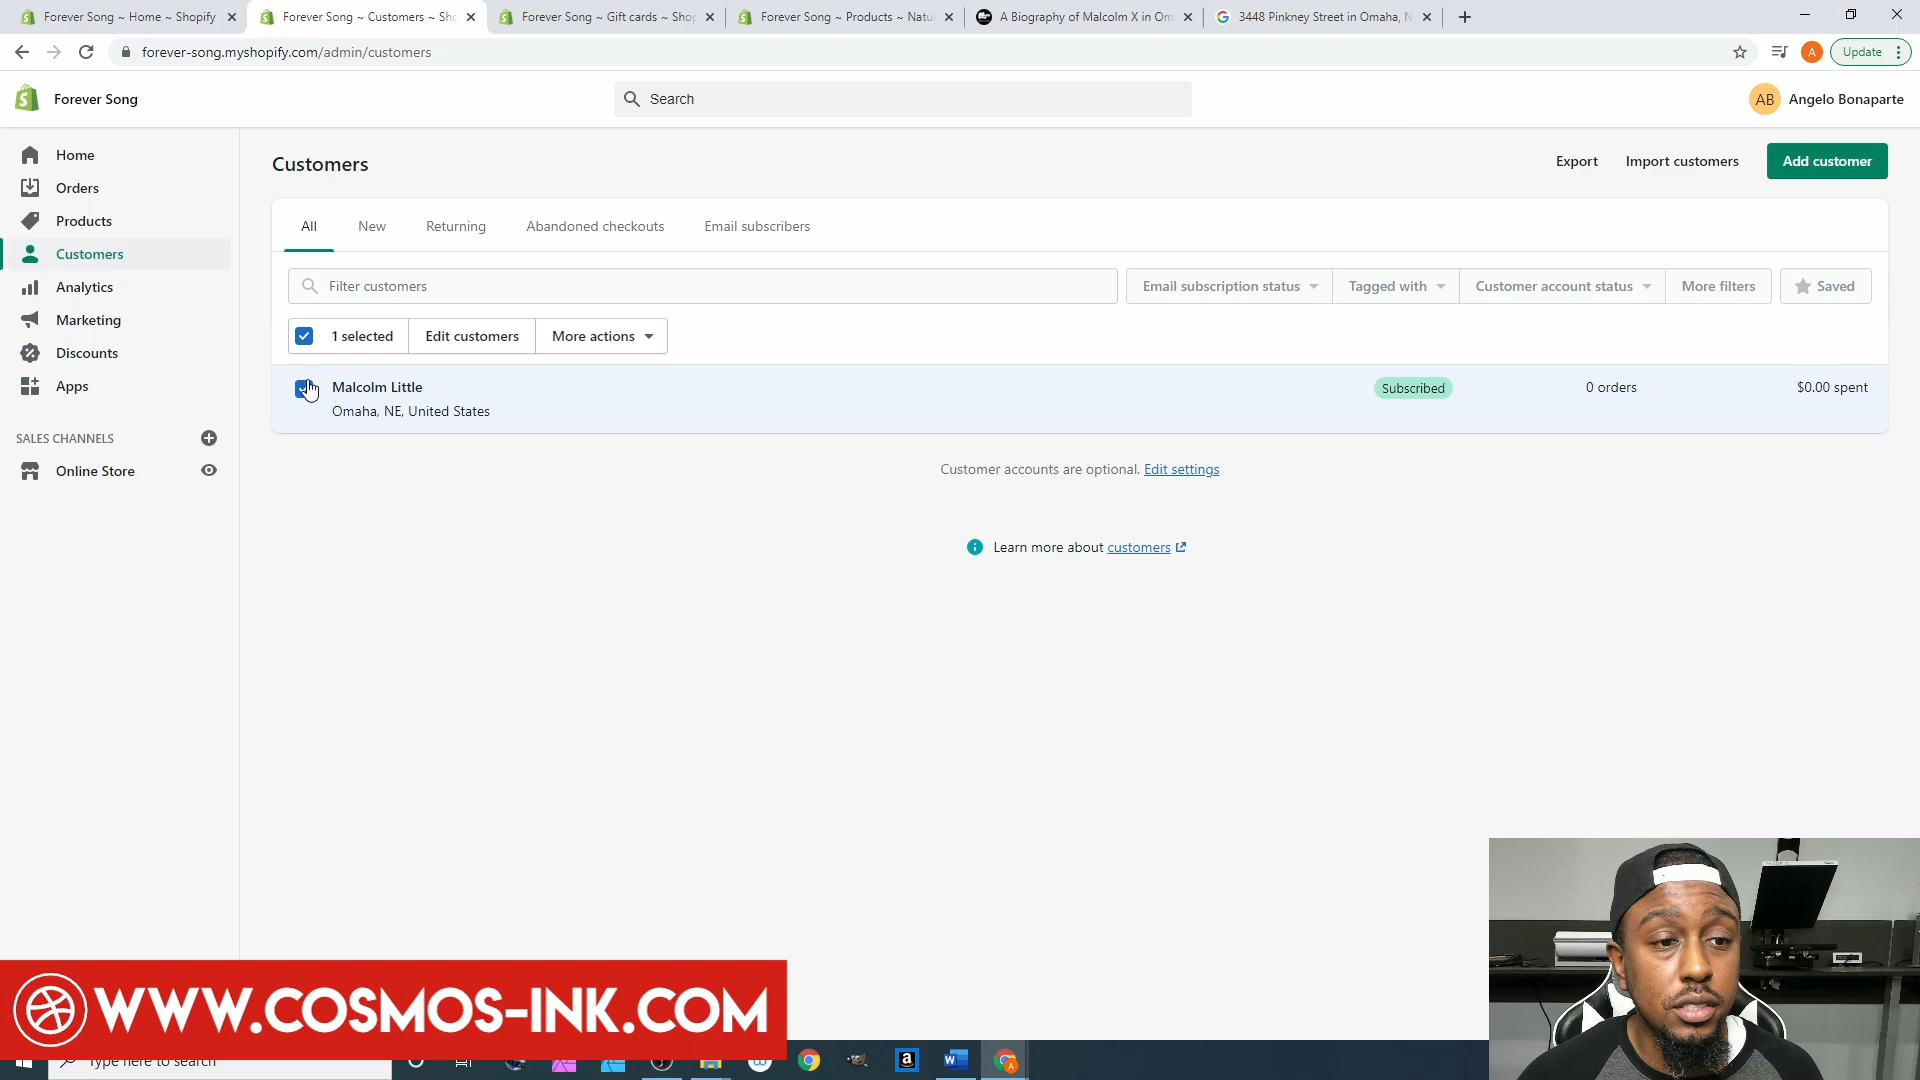 Forever Song ~ Home ~ Shopify
Forever Song ~ Customers ~ Sho
Forever Song ~ Gift cards ~ Shop
Forever Song ~ Products ~ Natu
A Biography of Malcolm X in Om
3448 Pinkney Street in Omaha, N
forever-song.myshopify.com/admin/customers
A
Update
Forever Song
Search
AB
Angelo Bonaparte
Home
Orders
Products
Customers
Analytics
Marketing
Discounts
Apps
SALES CHANNELS
Online Store
Customers
Export
Import customers
Add customer
All
New
Returning
Abandoned checkouts
Email subscribers
Filter customers
Email subscription status
Tagged with
Customer account status
More filters
Saved
1 selected
Edit customers
More actions
Malcolm Little
Subscribed
0 orders
$0.00 spent
Omaha, NE, United States
Customer accounts are optional. Edit settings
Learn more about customers
WWW.COSMOS-INK.COM
Type here to search